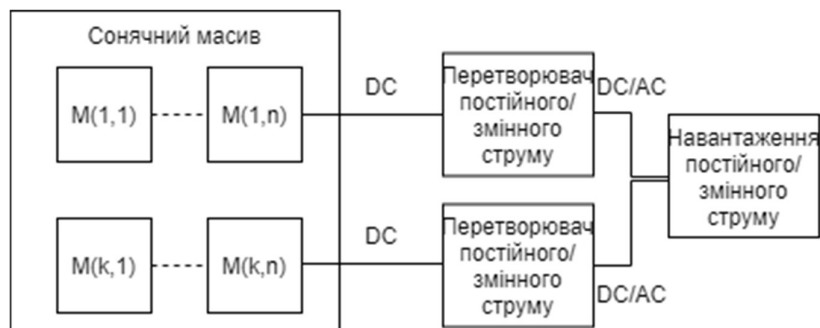 Сонячний масив
M(1,1)
M(1,n)
DC
Перетворювач
постійного/
змінного
струму
DC/AC
Навантаження
постійного/
змінного
струму
M(k,1)
M(k,n)
DC
Перетворювач
постійного/
змінного
струму
DC/AC